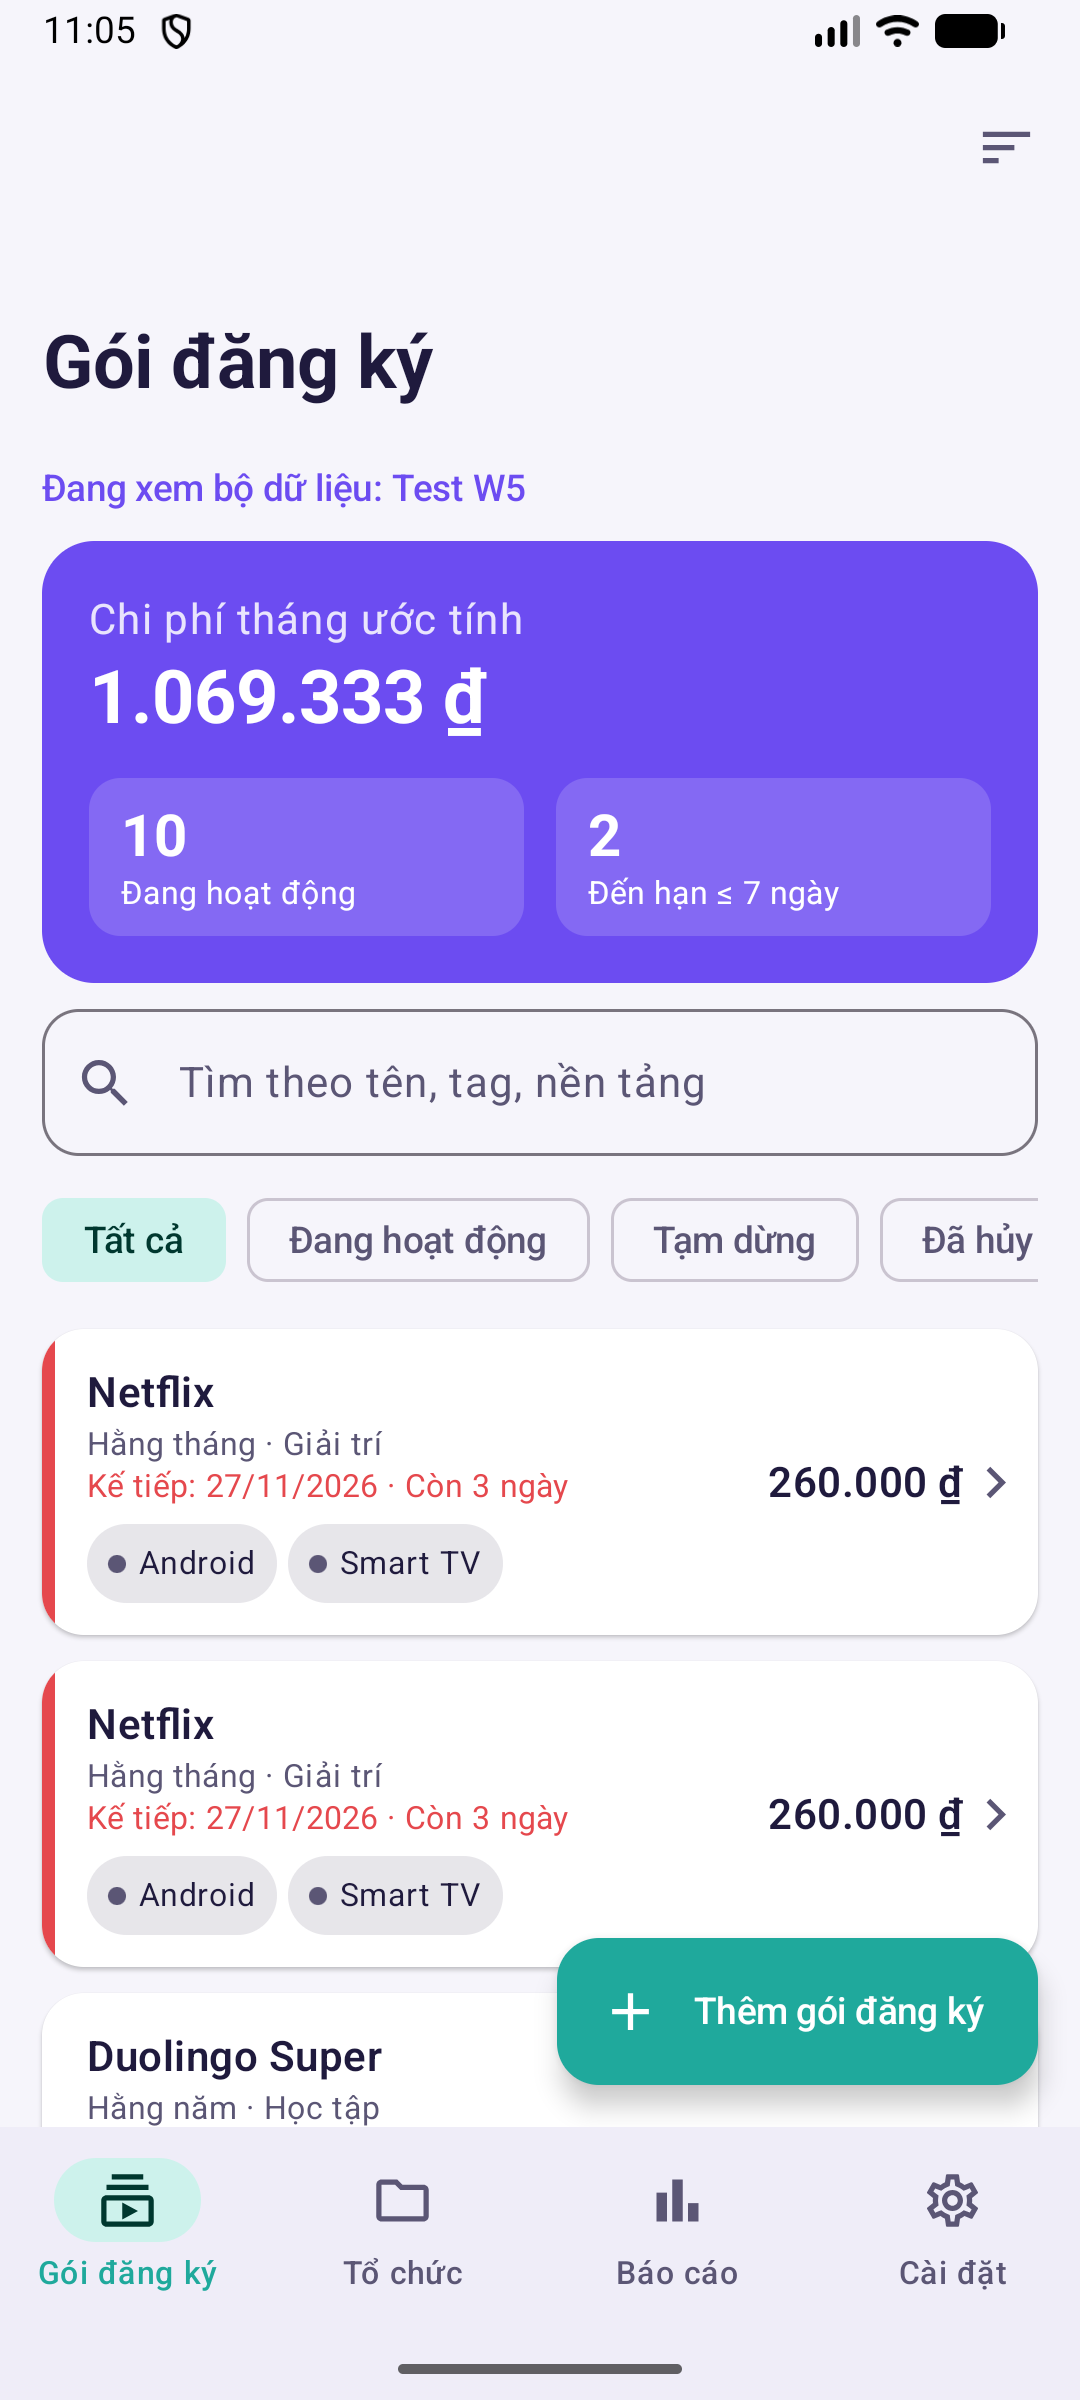 11:05
Gói đăng ký
Đang xem bộ dữ liệu: Test W5
Chi phí tháng ước tính
1.069.333 ₫
10
Đang hoạt động
2
Đến hạn ≤ 7 ngày
Tìm theo tên, tag, nền tảng
Tất cả
Đang hoạt động
Tạm dừng
Đã hủy
Netflix
Hằng tháng · Giải trí
Kế tiếp: 27/11/2026 · Còn 3 ngày
260.000 ₫
Android
Smart TV
Netflix
Hằng tháng · Giải trí
Kế tiếp: 27/11/2026 · Còn 3 ngày
260.000 ₫
Android
Smart TV
Thêm gói đăng ký
Duolingo Super
Hằng năm · Học tập
Gói đăng ký
Tổ chức
Báo cáo
Cài đặt